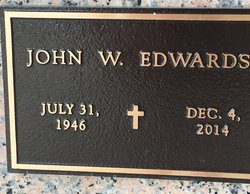 JOHN W. EDWARDS
JULY 31, DEC. 4,
1946 2014